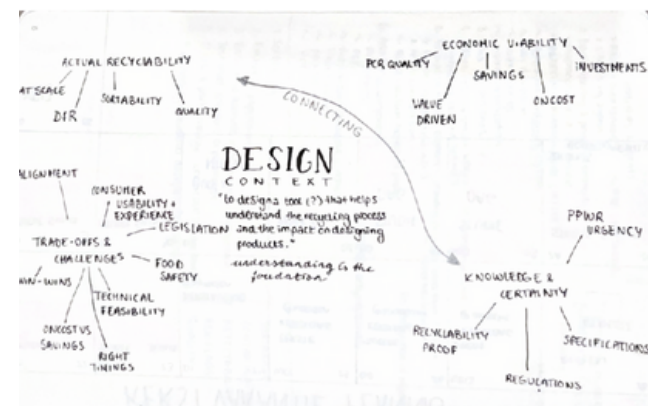 ACTUAL RECYCLABILITY
AT SCALE
DFR
SORTABILITY
QUALITY
ECONOMIC VIABILITY
PCR QUALITY
SAVINGS
INVESTMENTS
VALUE
DRIVEN
ONCOST
CONNECTING
DESIGN
CONTEXT
"to design a tool (?) that helps
understand the recycling process
and the impact on designing
products."
understanding is the
foundation
LIGNMENT
CONSUMER
USABILITY +
EXPERIENCE
LEGISLATION
TRADE-OFFS &
CHALLENGES
FOOD
SAFETY
WIN-WINS
TECHNICAL
FEASIBILITY
ONCOST VS
SAVINGS
RIGHT
TIMINGS
PPWR
URGENCY
KNOWLEDGE &
CERTAINTY
RECYCLABILITY
PROOF
SPECIFICATIONS
REGULATIONS